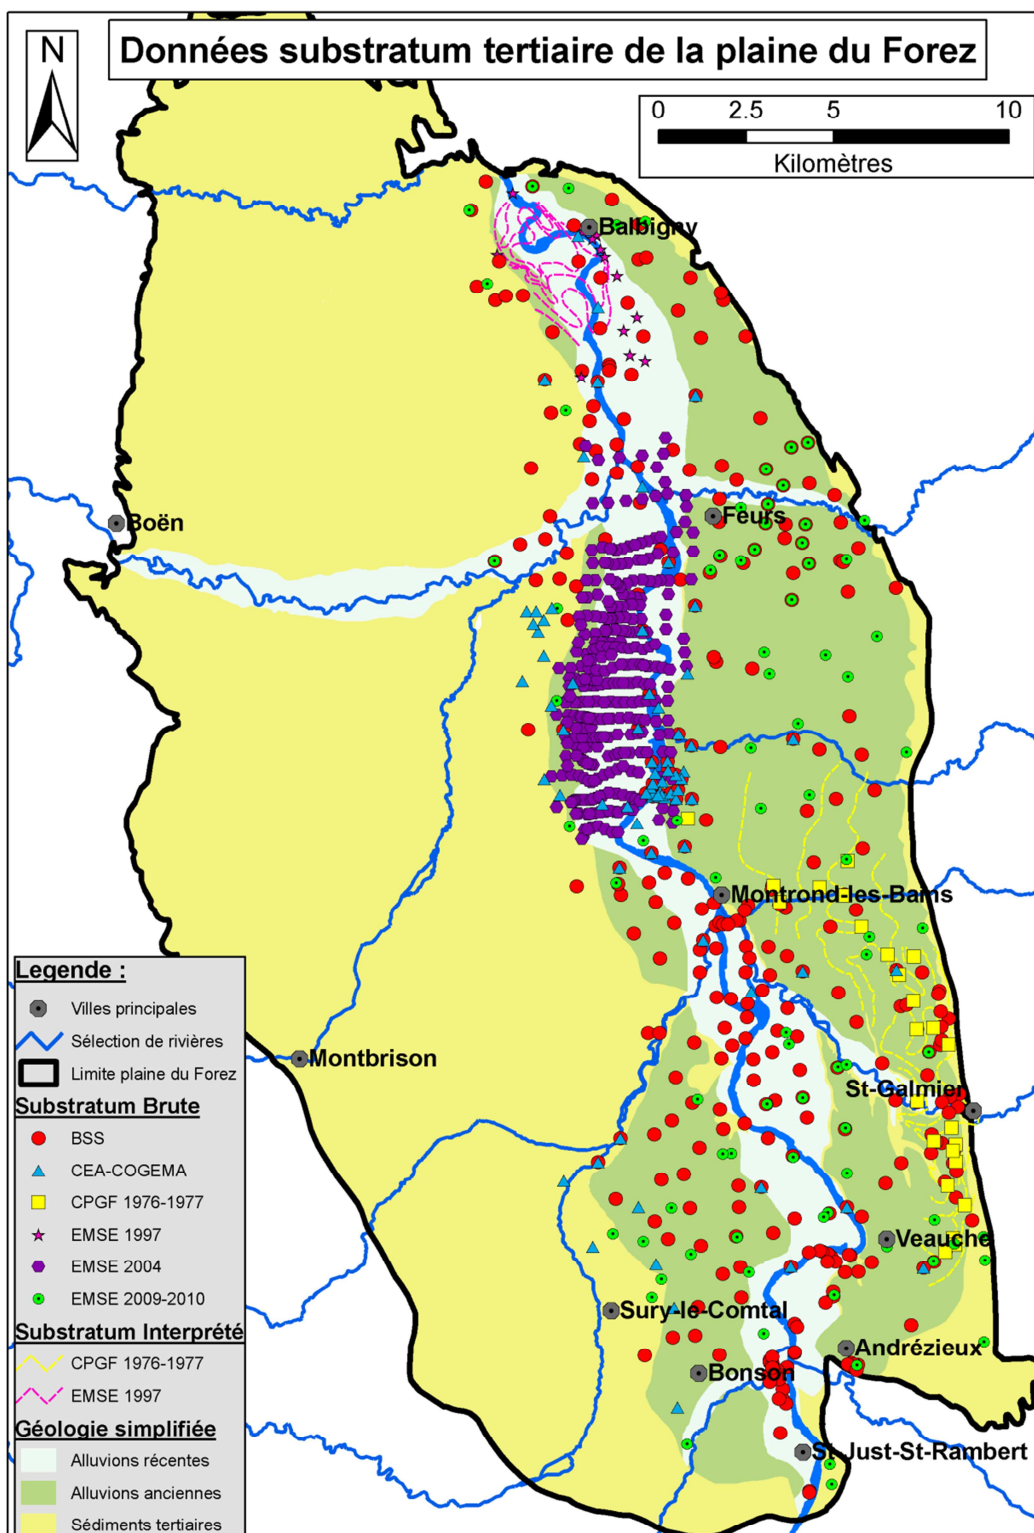 Données substratum tertiaire de la plaine du Forez
N
0 2.5 5 10
Kilomètres
Balbigny
Boën
Feurs
Montrond-les-Bains
Montbrison
St-Galmier
Veauche
Sury-le-Comtal
Andrézieux
Bonson
St-Just-St-Rambert
Legende :
Villes principales
Sélection de rivières
Limite plaine du Forez
Substratum Brute
BSS
CEA-COGEMA
CPGF 1976-1977
EMSE 1997
EMSE 2004
EMSE 2009-2010
Substratum Interprété
CPGF 1976-1977
EMSE 1997
Géologie simplifiée
Alluvions récentes
Alluvions anciennes
Sédiments tertiaires